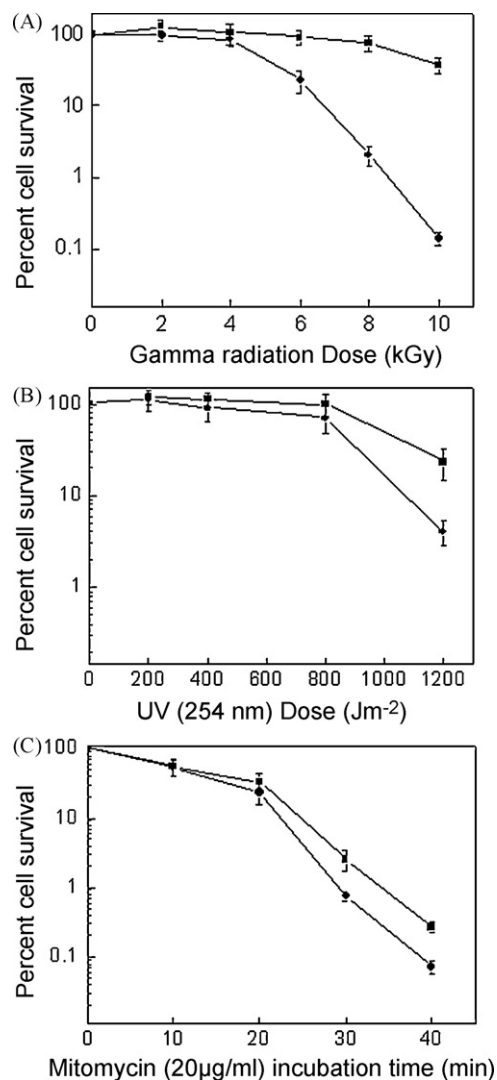 (A)
100
10
1
0.1
Percent cell survival
0 2 4 6 8 10
Gamma radiation Dose (kGy)
(B)
100
10
1
Percent cell survival
0 200 400 600 800 1000 1200
UV (254 nm) Dose (Jm-2)
(C)
100
10
1
0.1
Percent cell survival
0 10 20 30 40
Mitomycin (20µg/ml) incubation time (min)